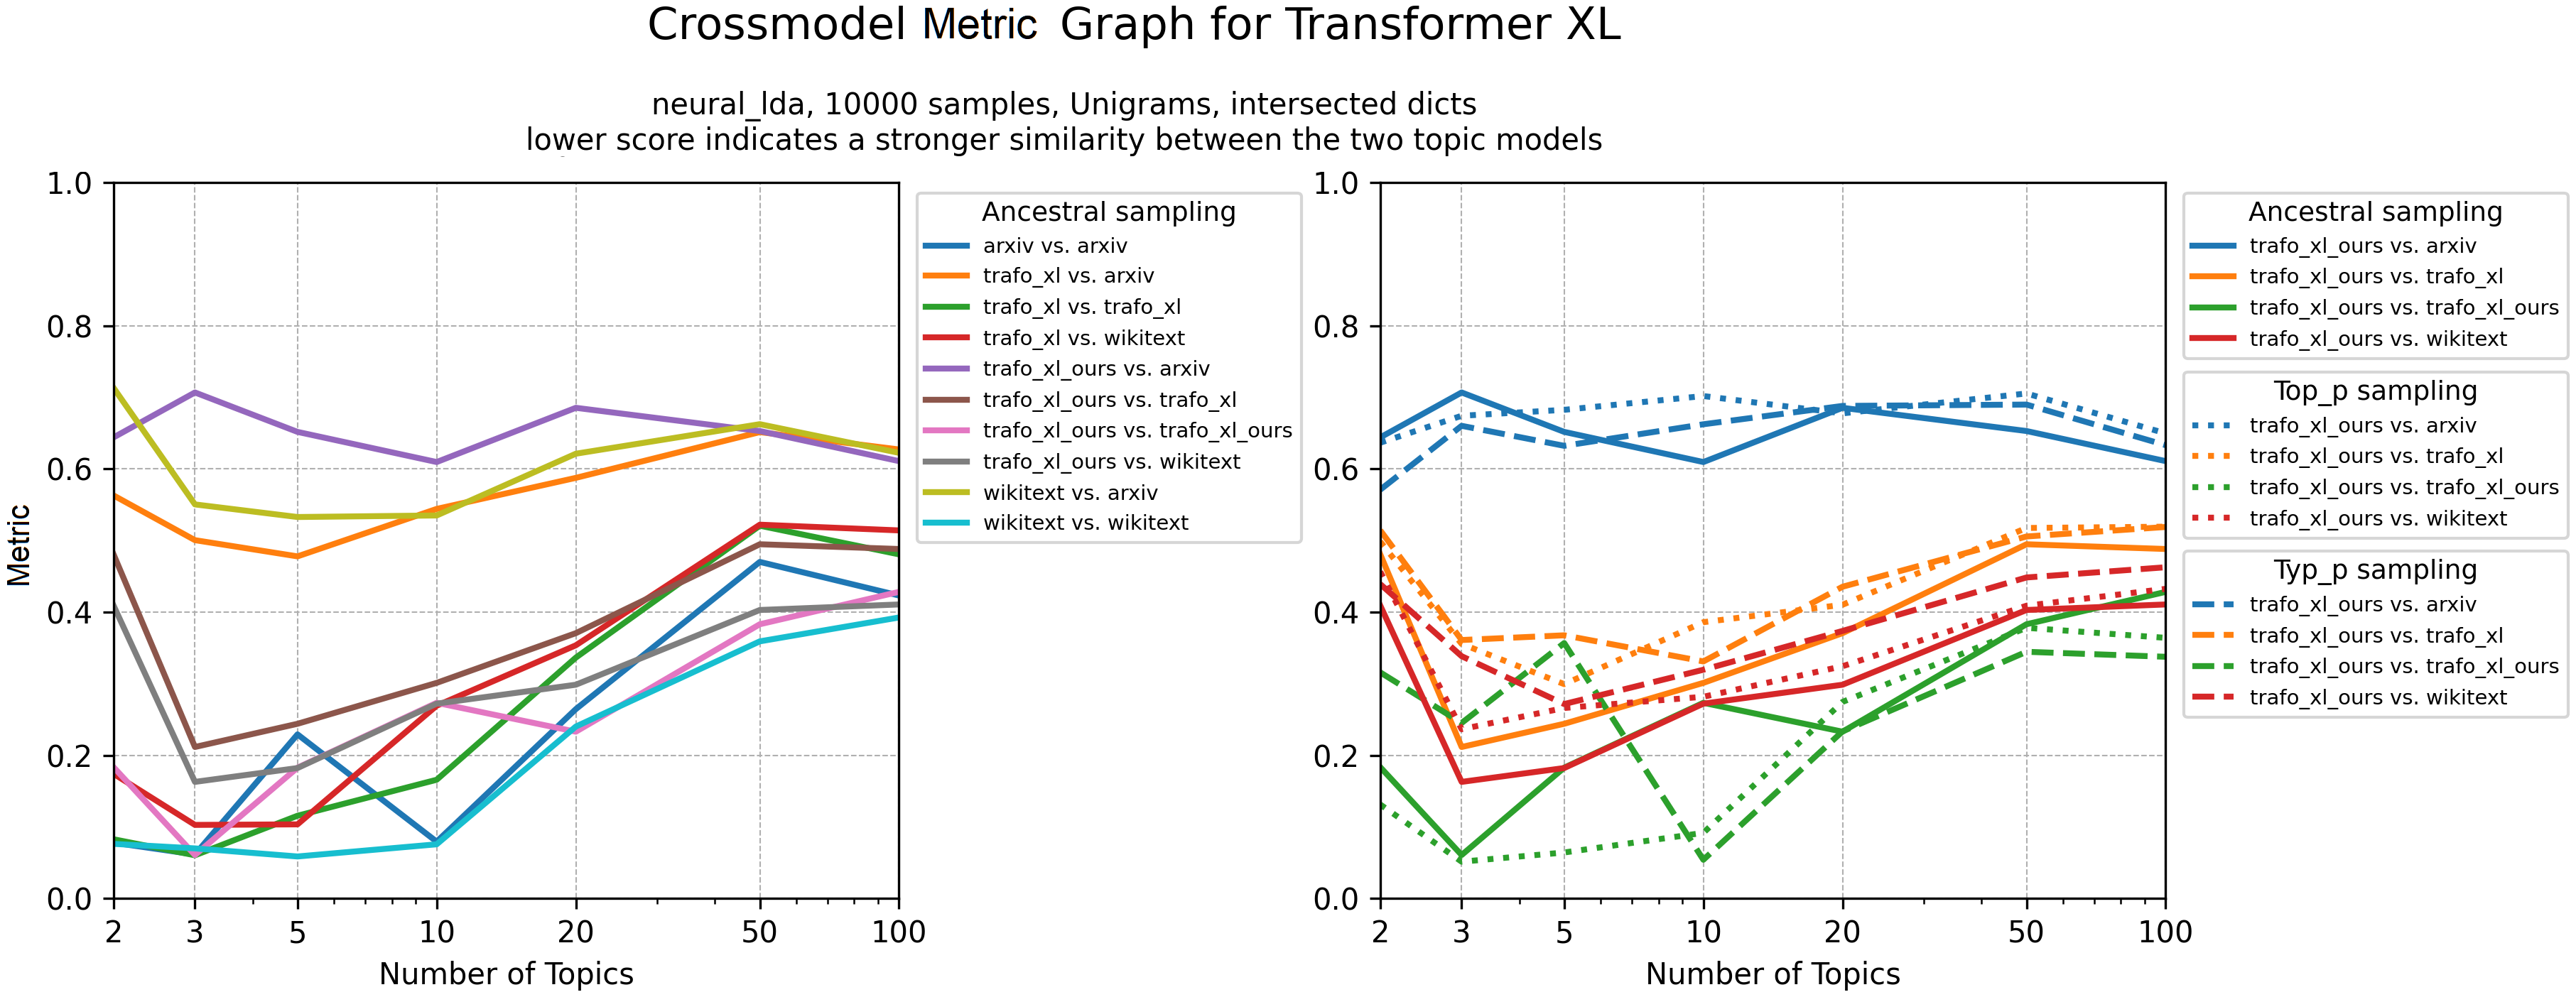 Crossmodel Metric Graph for Transformer XL
neural_lda, 10000 samples, Unigrams, intersected dicts
lower score indicates a stronger similarity between the two topic models
Metric
1.0
0.8
0.6
0.4
0.2
0.0
2 3 5 10 20 50 100
Number of Topics
Ancestral sampling
arxiv vs. arxiv
trafo_xl vs. arxiv
trafo_xl vs. trafo_xl
trafo_xl vs. wikitext
trafo_xl_ours vs. arxiv
trafo_xl_ours vs. trafo_xl
trafo_xl_ours vs. trafo_xl_ours
trafo_xl_ours vs. wikitext
wikitext vs. arxiv
wikitext vs. wikitext
1.0
0.8
0.6
0.4
0.2
0.0
2 3 5 10 20 50 100
Number of Topics
Ancestral sampling
trafo_xl_ours vs. arxiv
trafo_xl_ours vs. trafo_xl
trafo_xl_ours vs. trafo_xl_ours
trafo_xl_ours vs. wikitext
Top_p sampling
trafo_xl_ours vs. arxiv
trafo_xl_ours vs. trafo_xl
trafo_xl_ours vs. trafo_xl_ours
trafo_xl_ours vs. wikitext
Typ_p sampling
trafo_xl_ours vs. arxiv
trafo_xl_ours vs. trafo_xl
trafo_xl_ours vs. trafo_xl_ours
trafo_xl_ours vs. wikitext